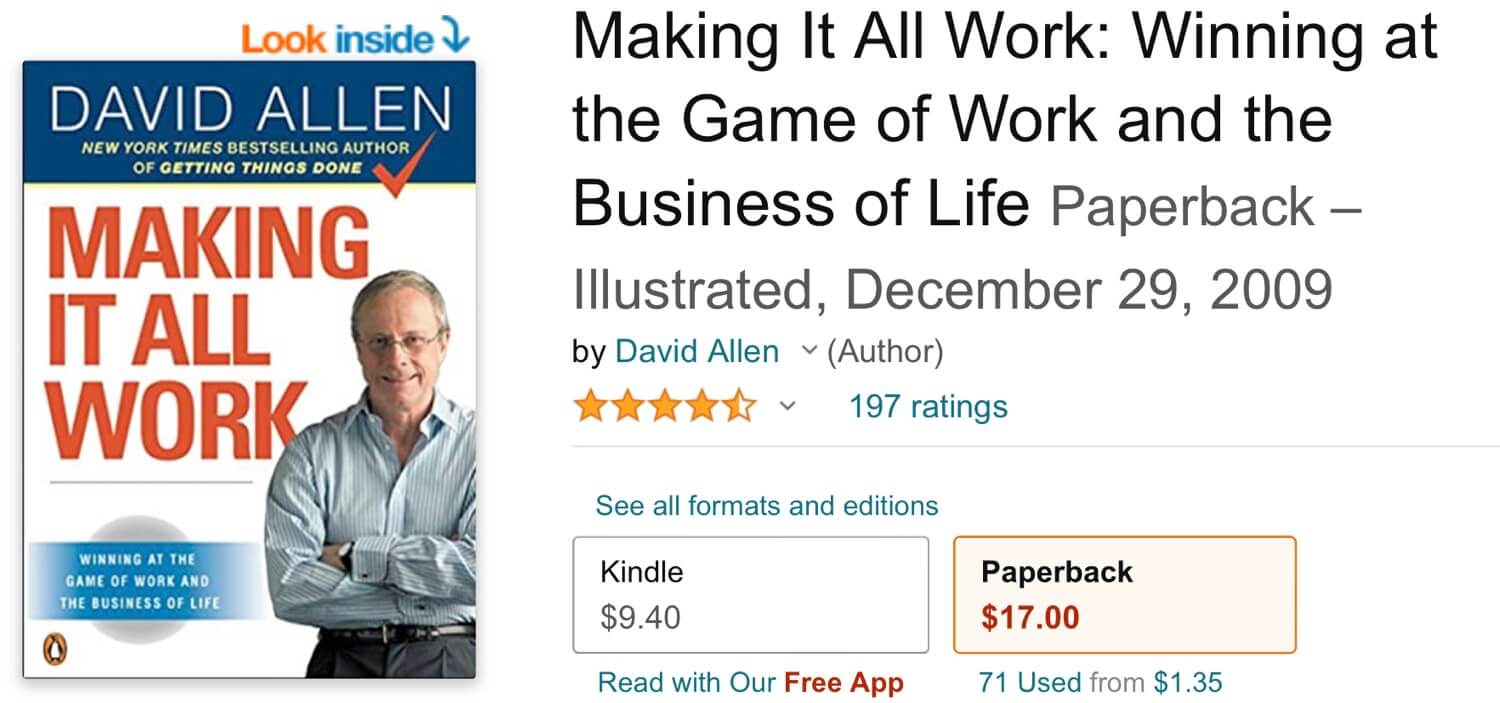 Look inside
DAVID ALLEN
NEW YORK TIMES BESTSELLING AUTHOR
OF GETTING THINGS DONE
MAKING
IT ALL
WORK
WINNING AT THE
GAME OF WORK AND
THE BUSINESS OF LIFE
Making It All Work: Winning at
the Game of Work and the
Business of Life Paperback –
Illustrated, December 29, 2009
by David Allen (Author)
197 ratings
See all formats and editions
Kindle
$9.40
Read with Our Free App
Paperback
$17.00
71 Used from $1.35